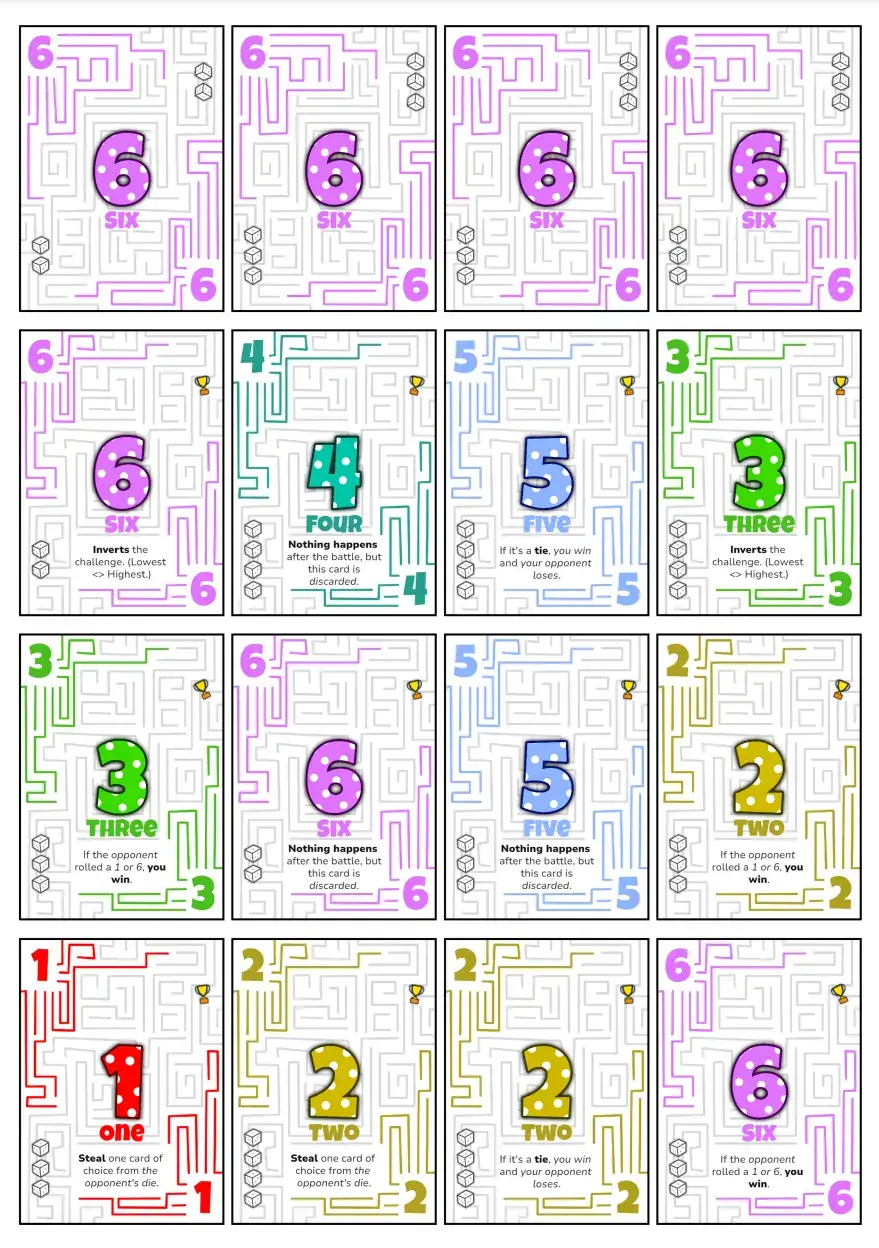 6
SIX
6
6
SIX
6
6
SIX
6
6
SIX
6
6
6
SIX
Inverts the
challenge. (Lowest
<> Highest.)
6
4
4
FOUR
Nothing happens
after the battle, but
this card is
discarded.
4
5
5
FIVE
If it's a tie, you win
and your opponent
loses.
5
3
3
THREE
Inverts the
challenge. (Lowest
<> Highest.)
3
3
3
THREE
If the opponent
rolled a 1 or 6, you
win.
3
6
6
SIX
Nothing happens
after the battle, but
this card is
discarded.
6
5
5
FIVE
Nothing happens
after the battle, but
this card is
discarded.
5
2
2
TWO
If the opponent
rolled a 1 or 6, you
win.
2
1
1
ONE
Steal one card of
choice from the
opponent's die.
1
2
2
TWO
Steal one card of
choice from the
opponent's die.
2
2
2
TWO
If it's a tie, you win
and your opponent
loses.
2
6
6
SIX
If the opponent
rolled a 1 or 6, you
win.
6